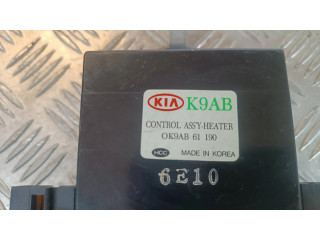 KIA K9AB
CONTROL ASSY-HEATER
OK9AB 61 190
HCC MADE IN KOREA
6E10